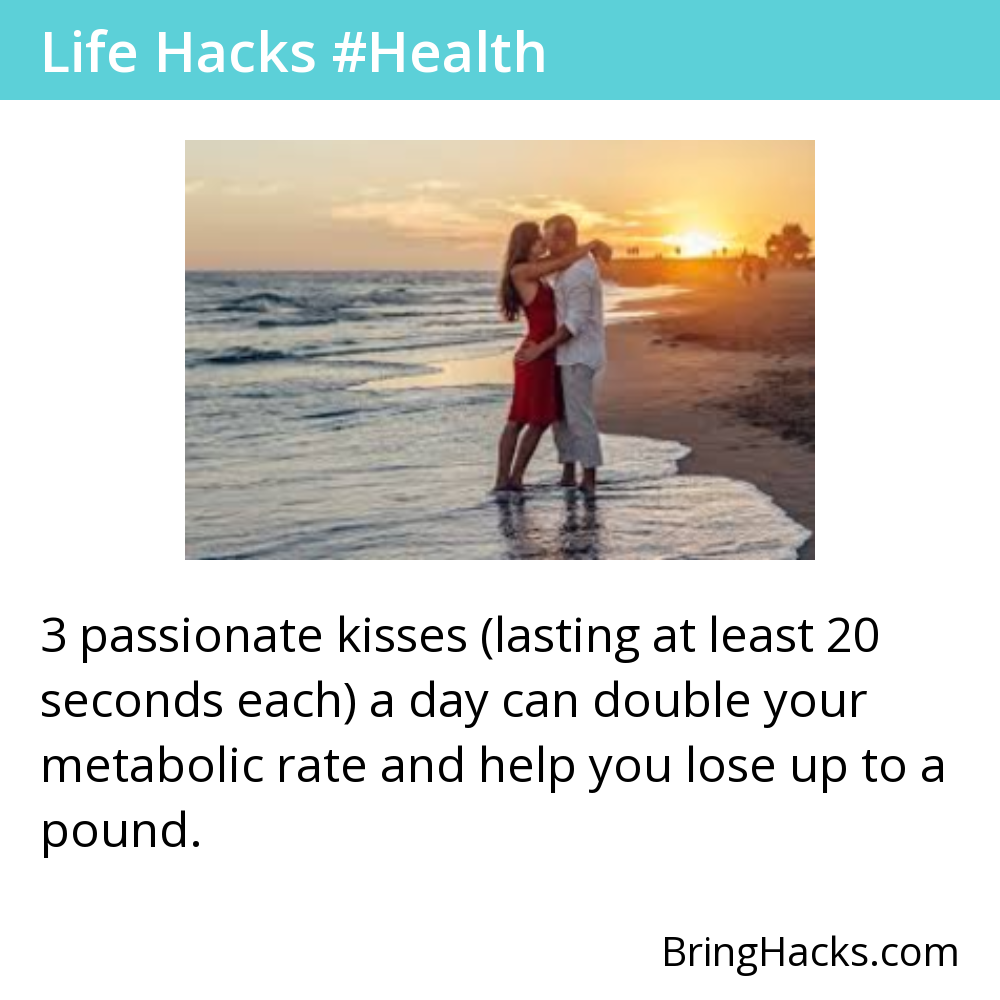 Life Hacks #Health
3 passionate kisses (lasting at least 20
seconds each) a day can double your
metabolic rate and help you lose up to a
pound.
BringHacks.com